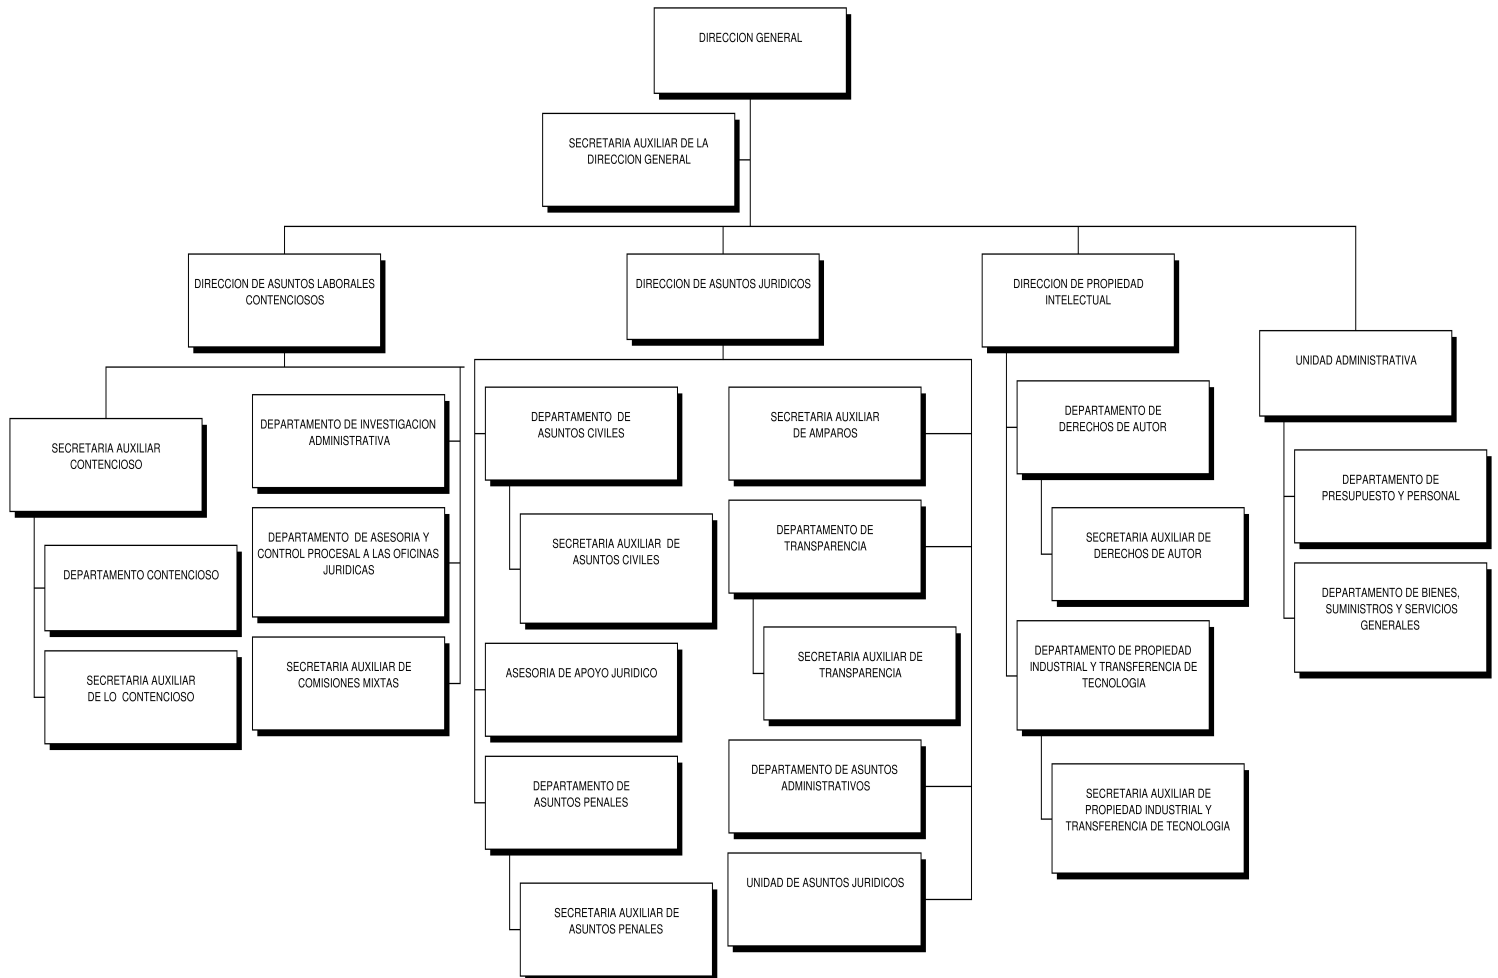 DIRECCION GENERAL
SECRETARIA AUXILIAR DE LA
DIRECCION GENERAL
DIRECCION DE ASUNTOS LABORALES
CONTENCIOSOS
SECRETARIA AUXILIAR
CONTENCIOSO
DEPARTAMENTO CONTENCIOSO
SECRETARIA AUXILIAR
DE LO  CONTENCIOSO
DEPARTAMENTO DE INVESTIGACION
ADMINISTRATIVA
DEPARTAMENTO  DE ASESORIA Y
CONTROL PROCESAL A LAS OFICINAS
JURIDICAS
SECRETARIA AUXILIAR DE
COMISIONES MIXTAS
DIRECCION DE ASUNTOS JURIDICOS
DEPARTAMENTO  DE
ASUNTOS CIVILES
SECRETARIA AUXILIAR  DE
ASUNTOS CIVILES
ASESORIA DE APOYO JURIDICO
DEPARTAMENTO DE
ASUNTOS PENALES
SECRETARIA AUXILIAR DE
ASUNTOS PENALES
SECRETARIA AUXILIAR
DE AMPAROS
DEPARTAMENTO DE
TRANSPARENCIA
SECRETARIA AUXILIAR DE
TRANSPARENCIA
DEPARTAMENTO DE ASUNTOS
ADMINISTRATIVOS
UNIDAD DE ASUNTOS JURIDICOS
DIRECCION DE PROPIEDAD
INTELECTUAL
DEPARTAMENTO DE
DERECHOS DE AUTOR
SECRETARIA AUXILIAR DE
DERECHOS DE AUTOR
DEPARTAMENTO DE PROPIEDAD
INDUSTRIAL Y TRANSFERENCIA DE
TECNOLOGIA
SECRETARIA AUXILIAR DE
PROPIEDAD INDUSTRIAL Y
TRANSFERENCIA DE TECNOLOGIA
UNIDAD ADMINISTRATIVA
DEPARTAMENTO DE
PRESUPUESTO Y PERSONAL
DEPARTAMENTO DE BIENES,
SUMINISTROS Y SERVICIOS
GENERALES